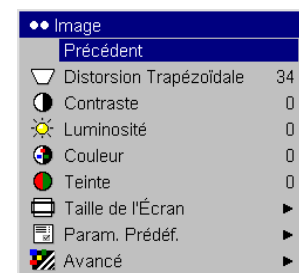 Image
Précédent
Distorsion Trapézoïdale 34
Contraste 0
Luminosité 0
Couleur 0
Teinte 0
Taille de l'Écran
Param. Prédéf.
Avancé